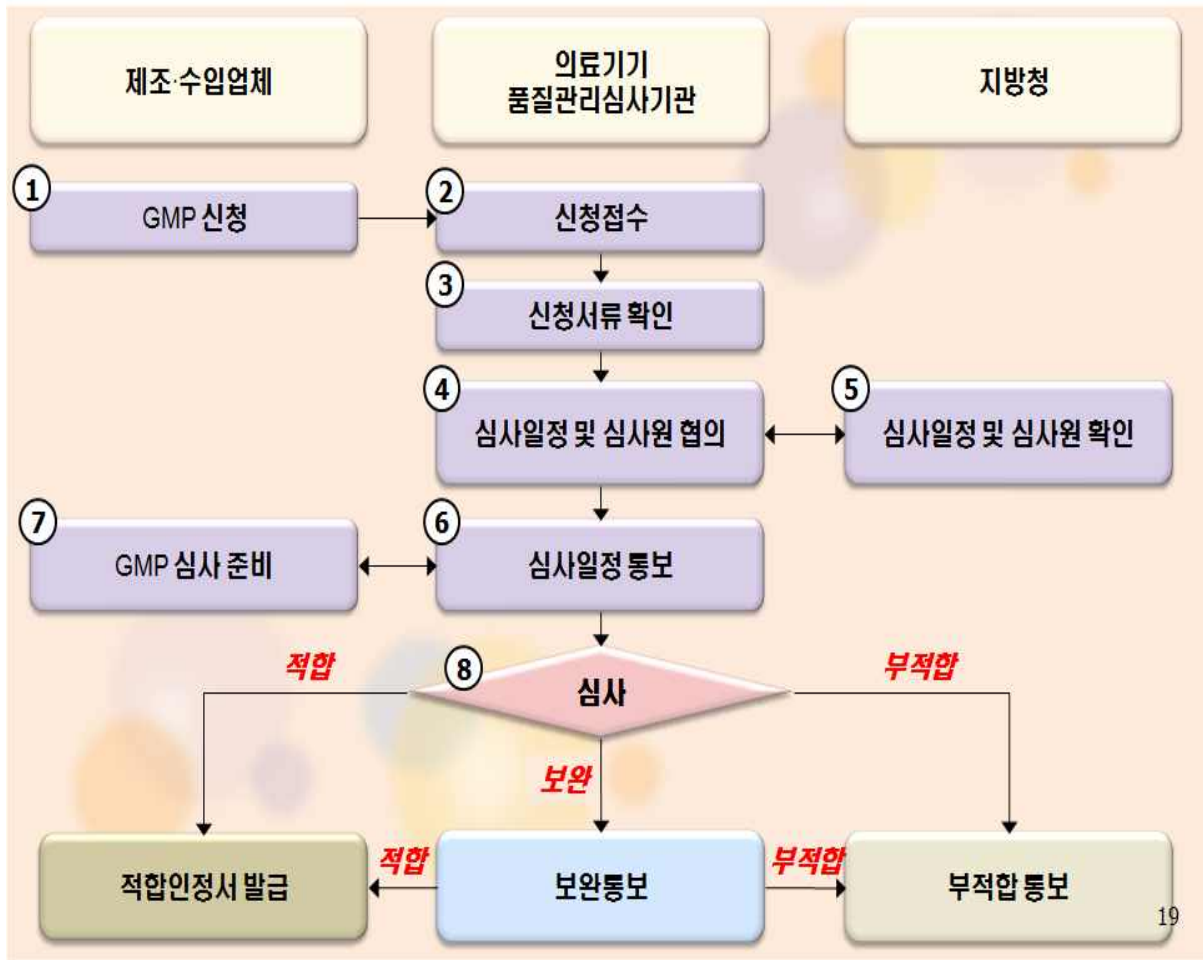 제조·수입업체
의료기기
품질관리심사기관
지방청
1
GMP 신청
2
신청접수
3
신청서류 확인
4
심사일정 및 심사원 협의
5
심사일정 및 심사원 확인
7
GMP 심사 준비
6
심사일정 통보
적합
8
심사
부적합
보완
적합인정서 발급
적합
보완통보
부적합
부적합 통보
19